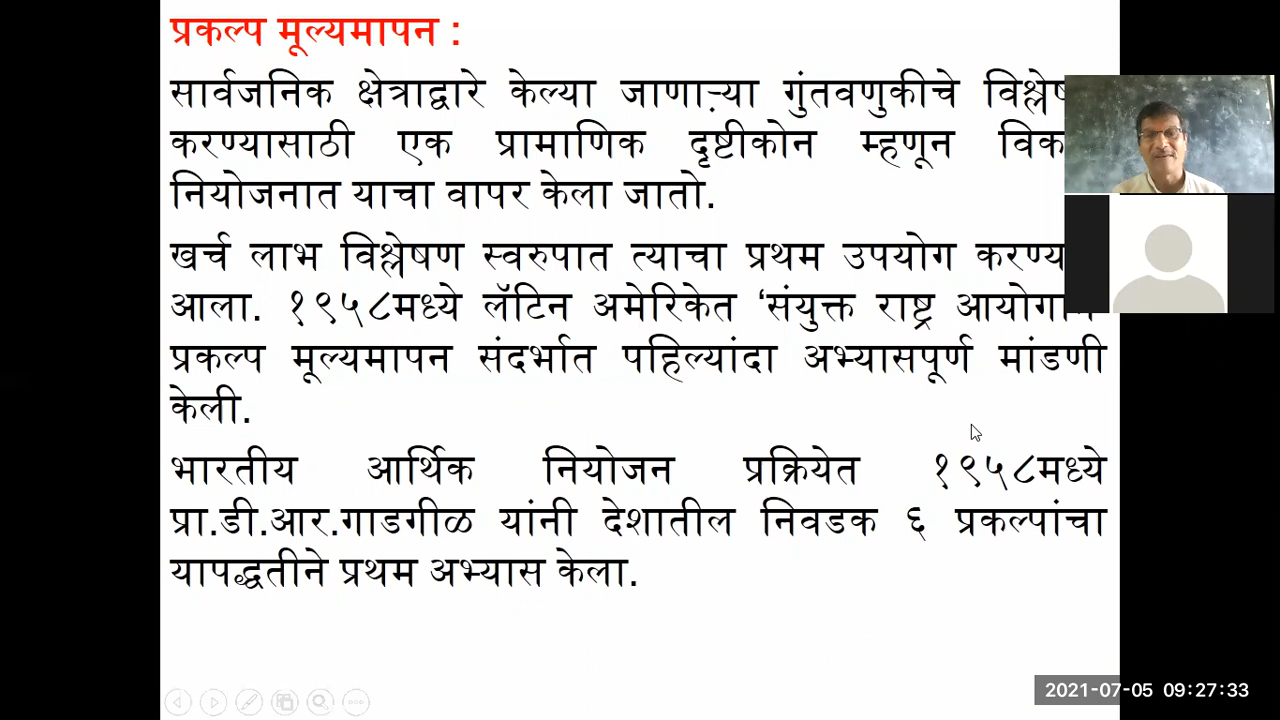 प्रकल्प मूल्यमापन :
सार्वजनिक क्षेत्राद्वारे केल्या जाणाऱ्या गुंतवणुकीचे
करण्यासाठी एक प्रामाणिक दृष्टीकोन म्हणून
नियोजनात याचा वापर केला जातो.
खर्च लाभ विश्लेषण स्वरुपात त्याचा प्रथम उपयोग
आला. १९५८मध्ये लॅटिन अमेरिकेत ‘संयुक्त राष्ट्र
प्रकल्प मूल्यमापन संदर्भात पहिल्यांदा अभ्यासपूर्ण मांडणी
केली.
भारतीय आर्थिक नियोजन प्रक्रियेत १९५८मध्ये
प्रा.डी.आर.गाडगीळ यांनी देशातील निवडक ६ प्रकल्पांचा
यापद्धतीने प्रथम अभ्यास केला.
2021-07-05 09:27:33